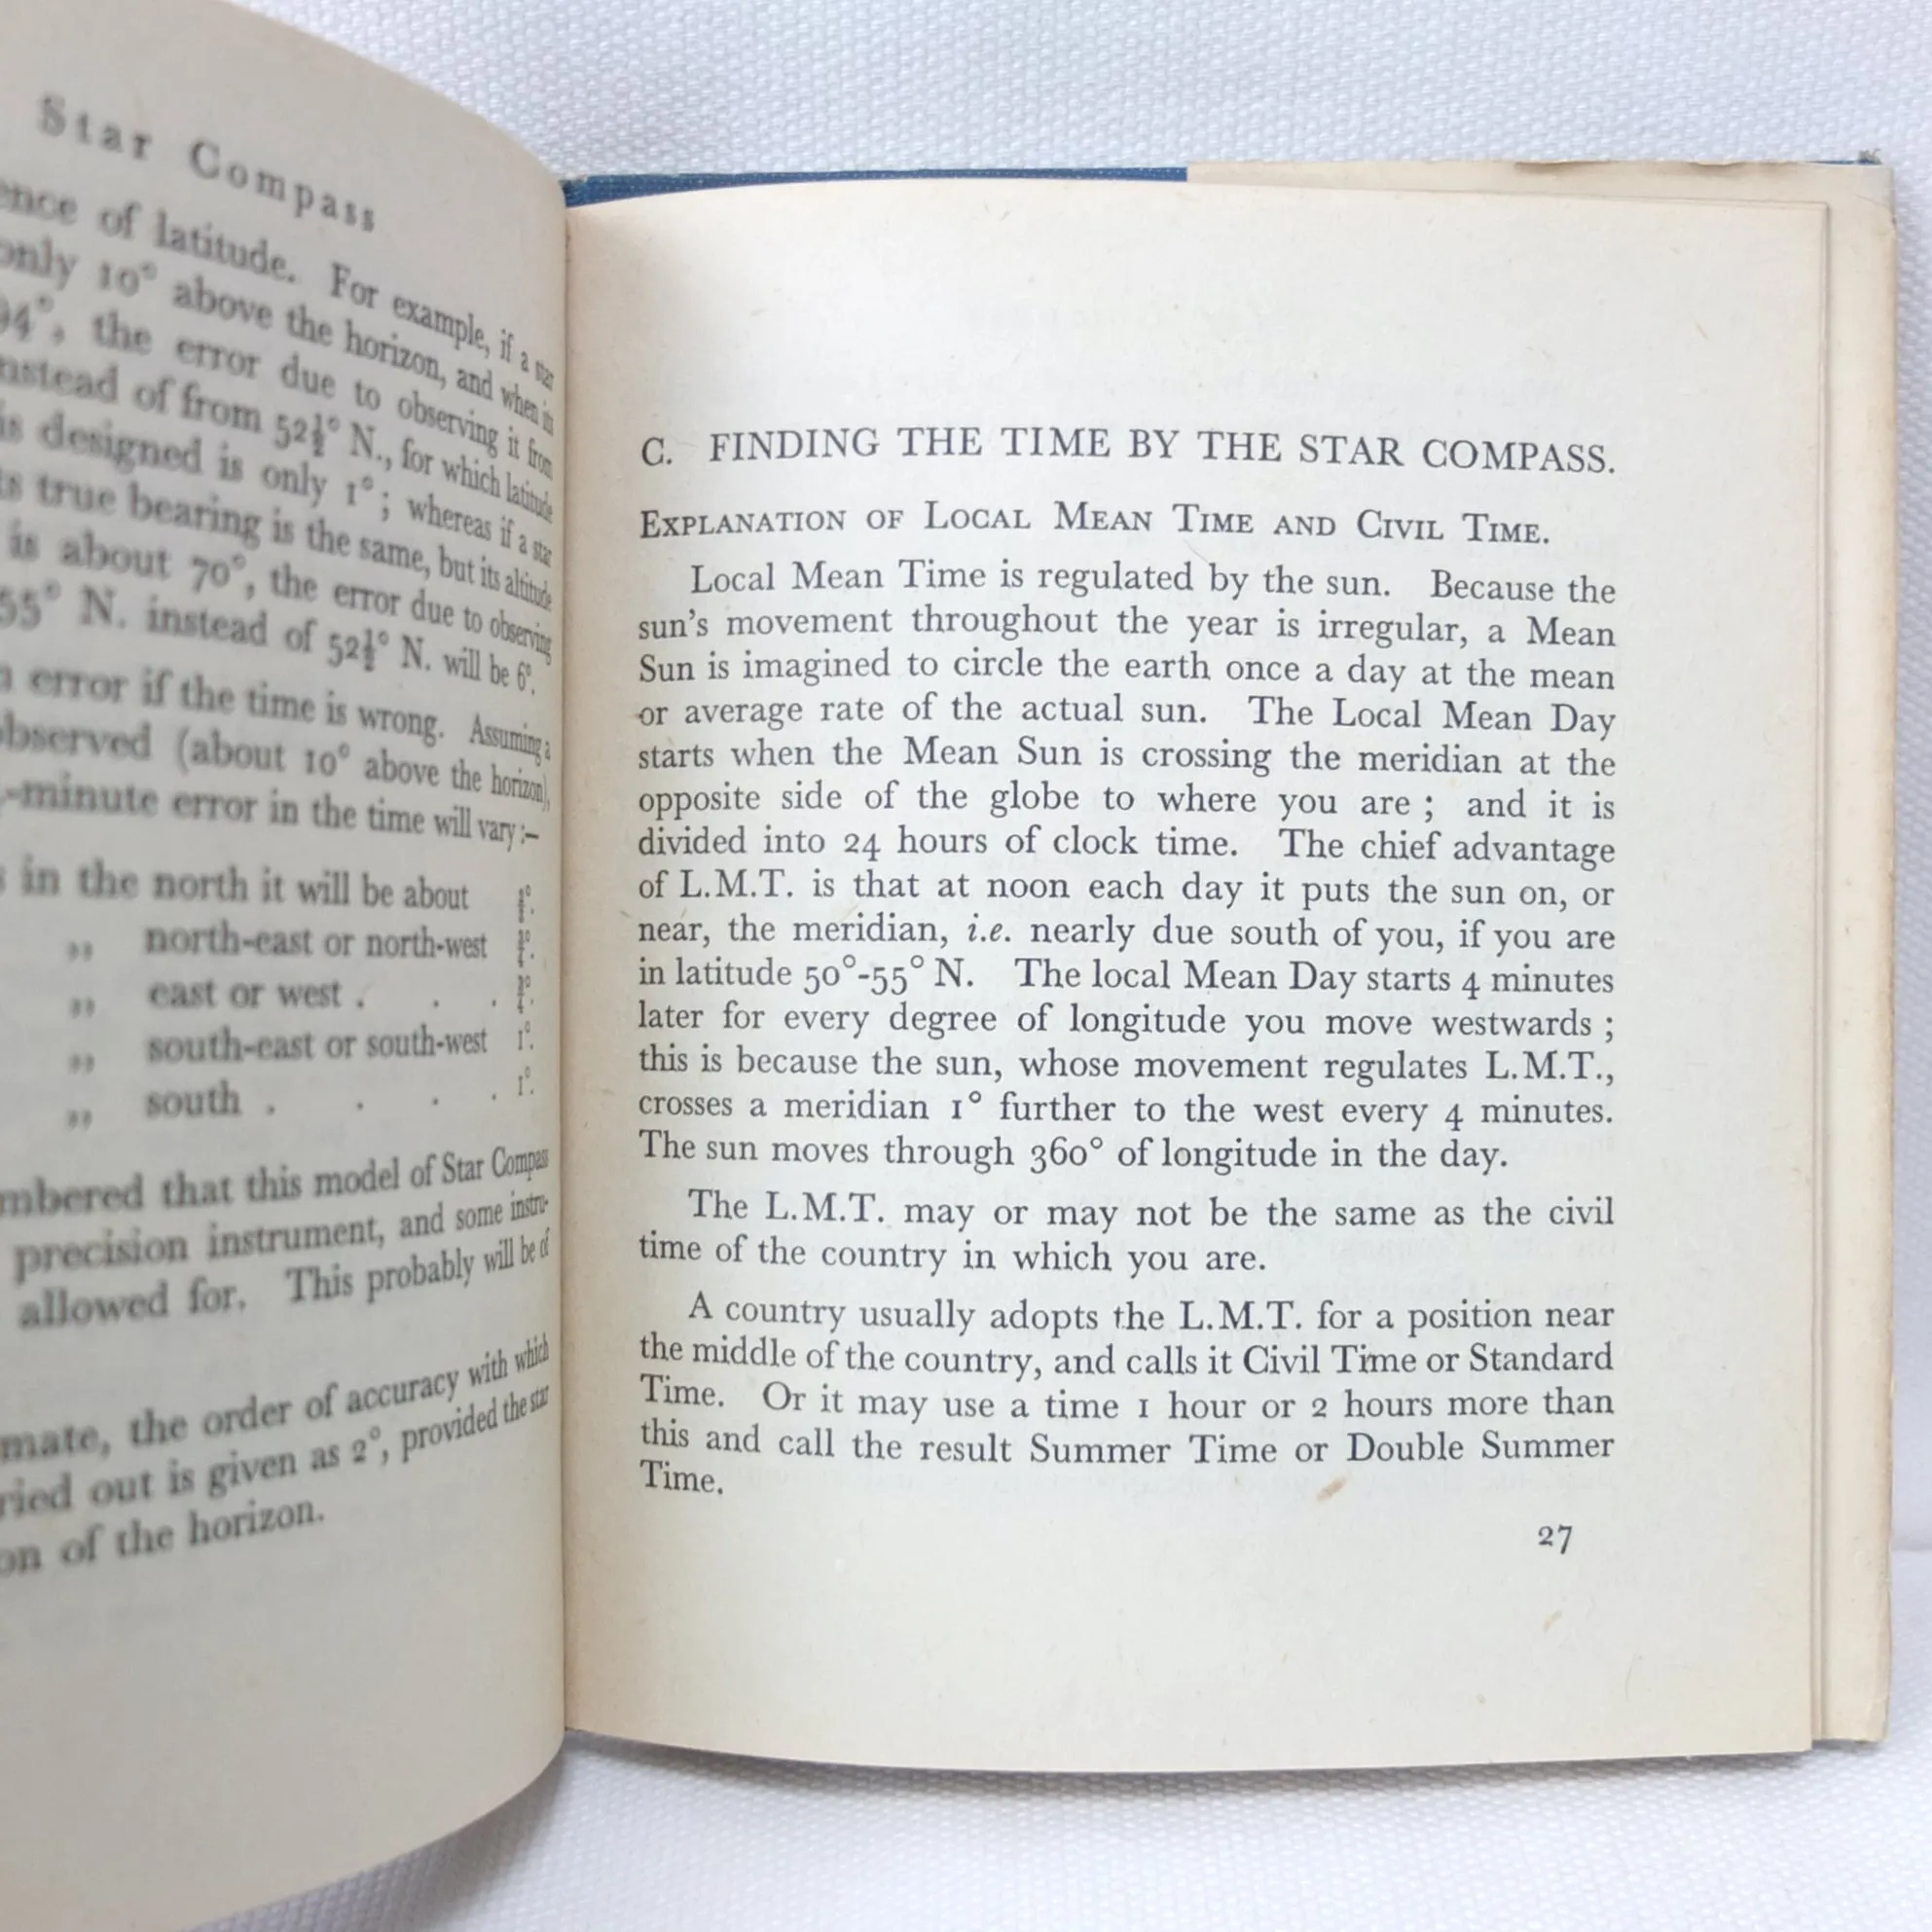 Star Compass
ence of latitude. For example, if a star
only 10° above the horizon, and when its
94°, the error due to observing it from
nstead of from 52½° N., for which latitude
is designed is only 1°; whereas if a star
ts true bearing is the same, but its altitude
is about 70°, the error due to observing
55° N. instead of 52½° N. will be 6°.
error if the time is wrong. Assuming a
observed (about 10° above the horizon),
-minute error in the time will vary:—
in the north it will be about
„ north-east or north-west
„ east or west . . .
„ south-east or south-west 1°.
„ south . . . . 1°.
mbered that this model of Star Compass
precision instrument, and some instru-
allowed for. This probably will be of
mate, the order of accuracy with which
ried out is given as 2°, provided the star
on of the horizon.
C. FINDING THE TIME BY THE STAR COMPASS.
EXPLANATION OF LOCAL MEAN TIME AND CIVIL TIME.
Local Mean Time is regulated by the sun. Because the
sun's movement throughout the year is irregular, a Mean
Sun is imagined to circle the earth once a day at the mean
or average rate of the actual sun. The Local Mean Day
starts when the Mean Sun is crossing the meridian at the
opposite side of the globe to where you are ; and it is
divided into 24 hours of clock time. The chief advantage
of L.M.T. is that at noon each day it puts the sun on, or
near, the meridian, i.e. nearly due south of you, if you are
in latitude 50°-55° N. The local Mean Day starts 4 minutes
later for every degree of longitude you move westwards ;
this is because the sun, whose movement regulates L.M.T.,
crosses a meridian 1° further to the west every 4 minutes.
The sun moves through 360° of longitude in the day.
The L.M.T. may or may not be the same as the civil
time of the country in which you are.
A country usually adopts the L.M.T. for a position near
the middle of the country, and calls it Civil Time or Standard
Time. Or it may use a time 1 hour or 2 hours more than
this and call the result Summer Time or Double Summer
Time.
27